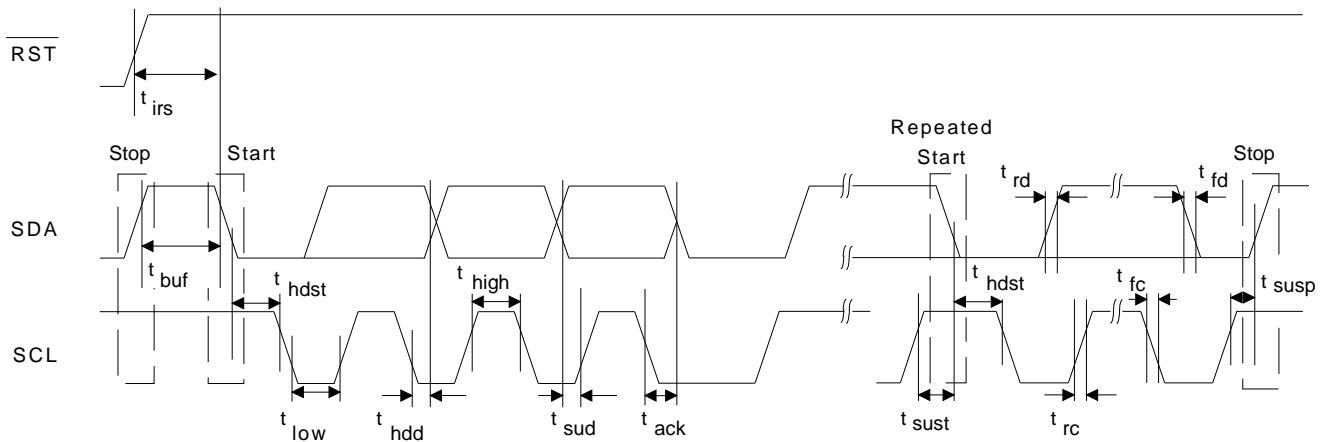 RST
t irs
Repeated
Stop Start Start Stop
t rd t fd
SDA
t buf t hdst t high t hdst t fc t susp
SCL
t low t hdd t sud t ack t sust t rc